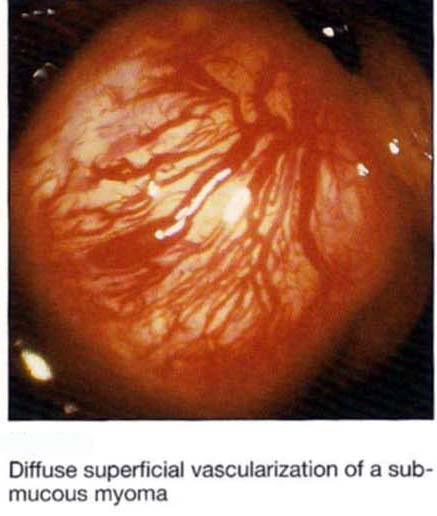 Diffuse superficial vascularization of a sub-
mucous myoma